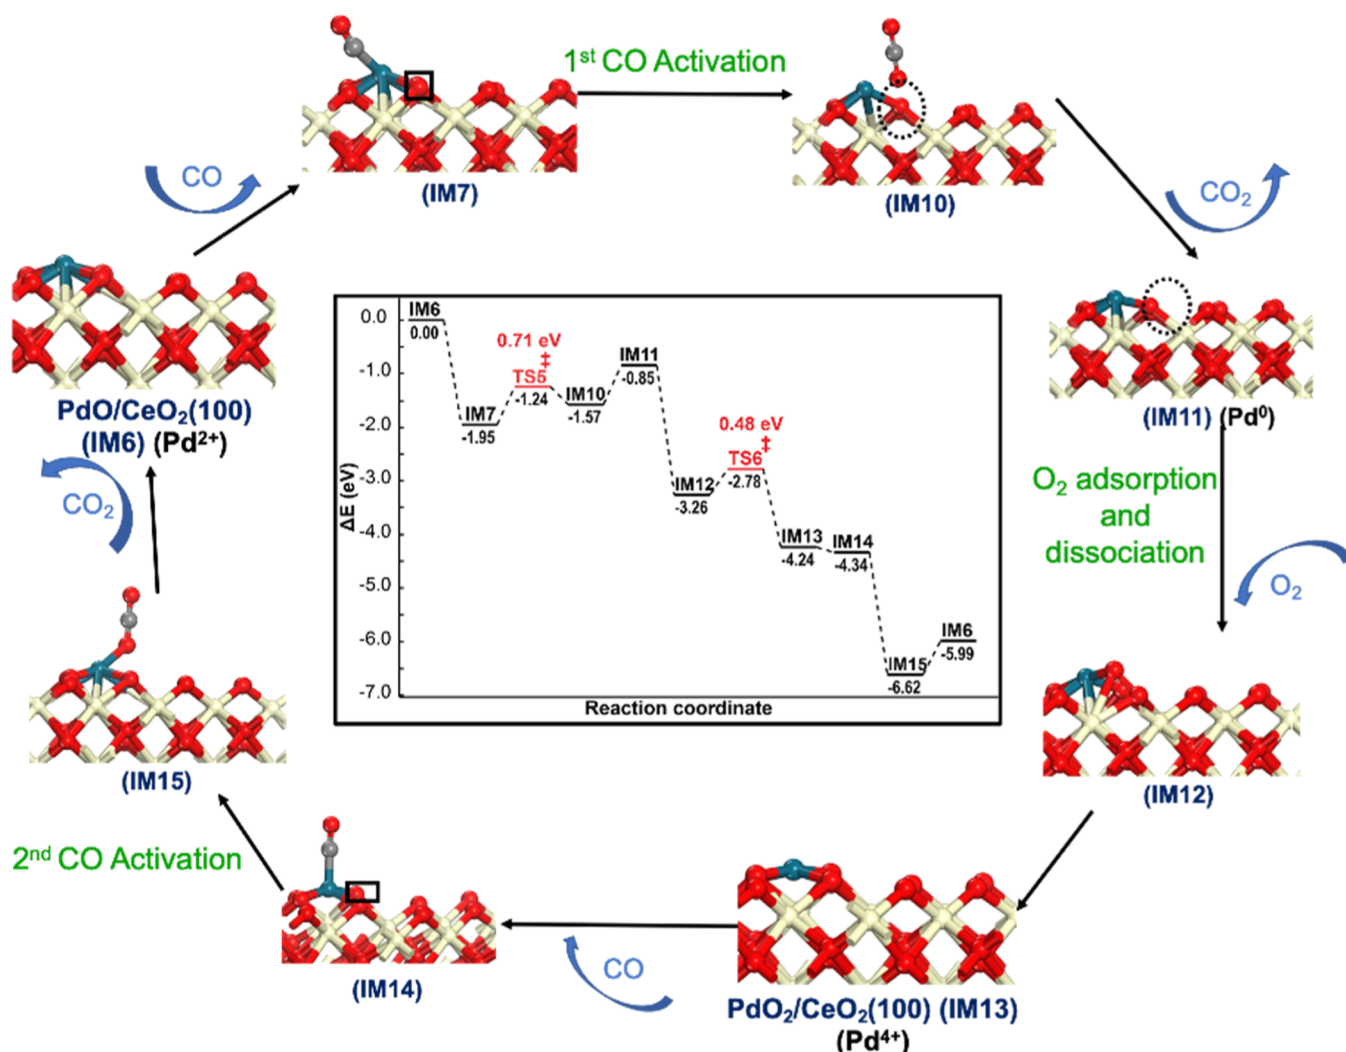 1st CO Activation
CO
(IM7)
(IM10)
CO2
PdO/CeO2(100)
(IM6) (Pd2+)
(IM11) (Pd0)
O2 adsorption
and
dissociation
O2
CO2
(IM15)
(IM12)
2nd CO Activation
(IM14)
CO
PdO2/CeO2(100) (IM13)
(Pd4+)
ΔE (eV)
0.0
-1.0
-2.0
-3.0
-4.0
-5.0
-6.0
-7.0
IM6
0.00
IM7
-1.95
0.71 eV
‡
TS5
-1.24
IM10
-1.57
IM11
-0.85
IM12
-3.26
0.48 eV
‡
TS6
-2.78
IM13
-4.24
IM14
-4.34
IM15
-6.62
IM6
-5.99
Reaction coordinate